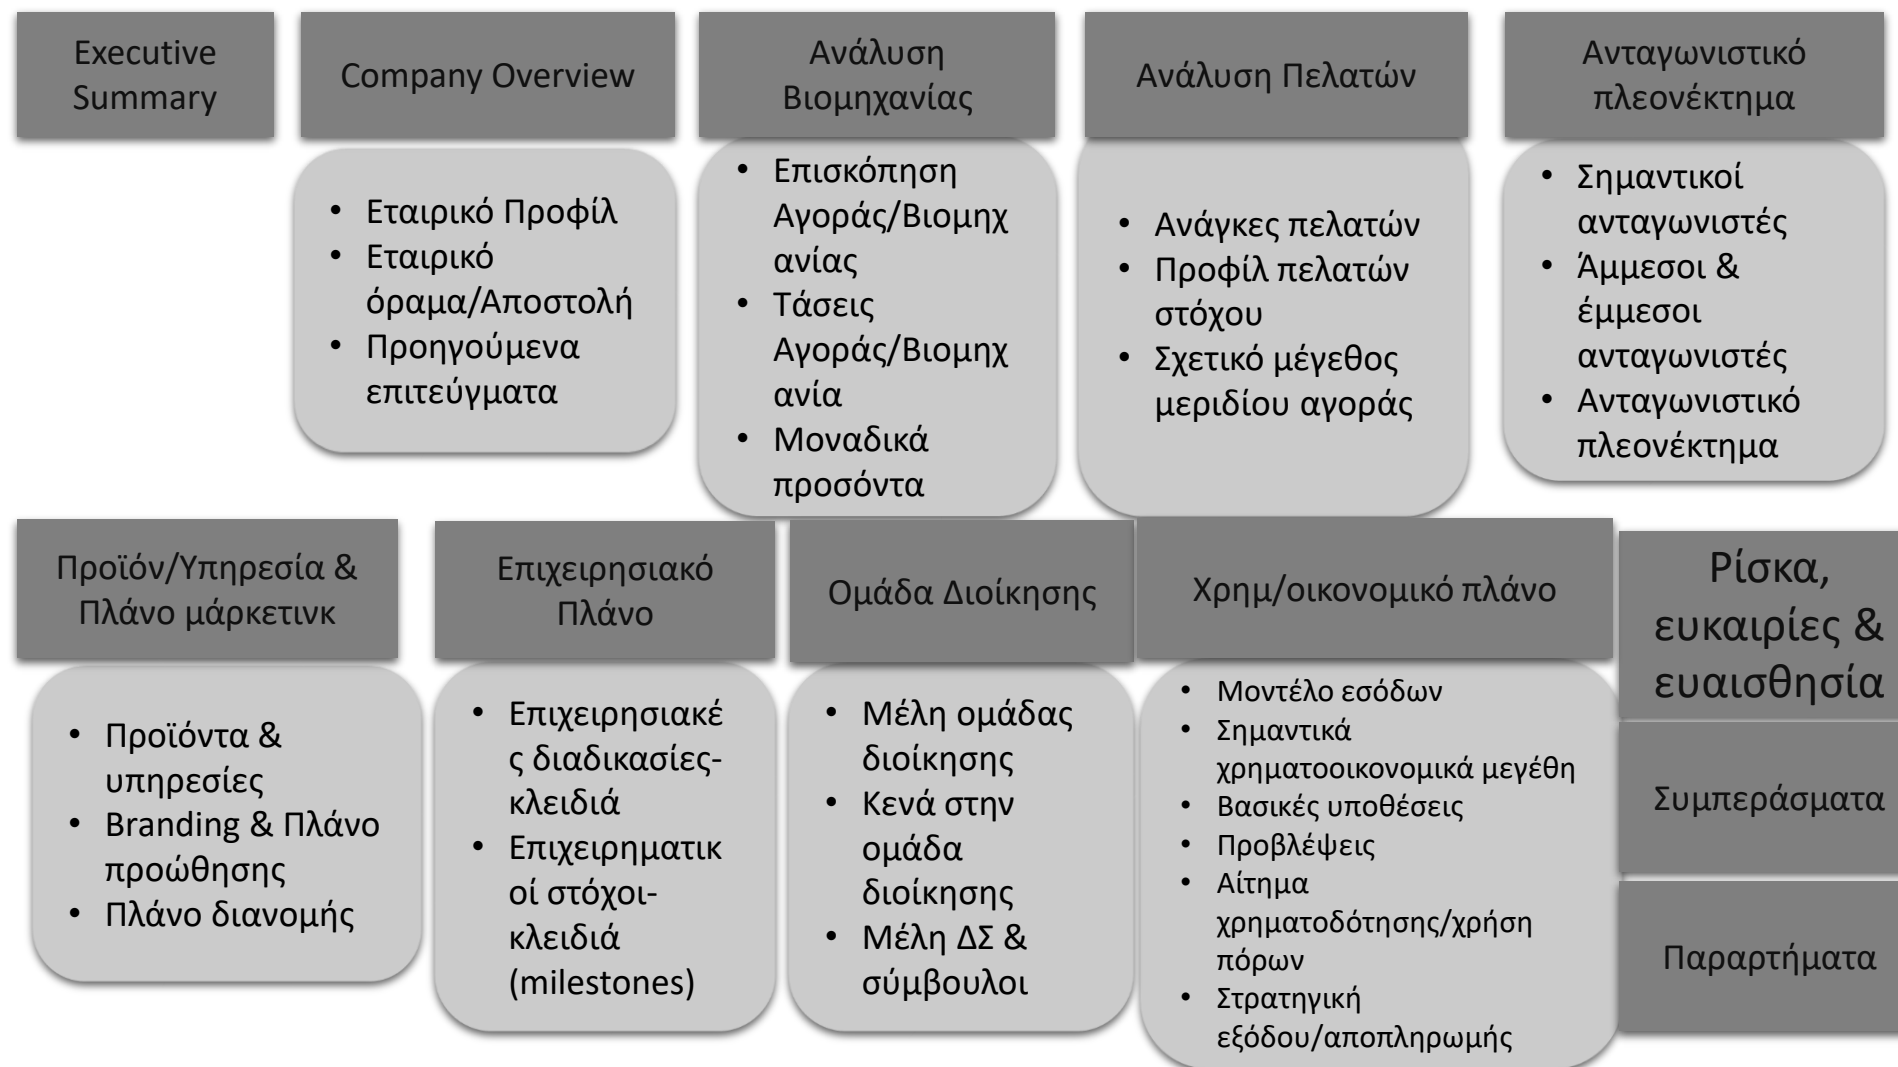 Executive
Summary
Company Overview
Ανάλυση
Βιομηχανίας
Ανάλυση Πελατών
Ανταγωνιστικό
πλεονέκτημα
• Εταιρικό Προφίλ
• Εταιρικό
όραμα/Αποστολή
• Προηγούμενα
επιτεύγματα
• Επισκόπηση
Αγοράς/Βιομηχ
ανίας
• Τάσεις
Αγοράς/Βιομηχ
ανία
• Μοναδικά
προσόντα
• Ανάγκες πελατών
• Προφίλ πελατών
στόχου
• Σχετικό μέγεθος
μεριδίου αγοράς
• Σημαντικοί
ανταγωνιστές
• Άμμεσοι &
έμμεσοι
ανταγωνιστές
• Ανταγωνιστικό
πλεονέκτημα
Προϊόν/Υπηρεσία &
Πλάνο μάρκετινκ
Επιχειρησιακό
Πλάνο
Ομάδα Διοίκησης
Χρημ/οικονομικό πλάνο
Ρίσκα,
ευκαιρίες &
ευαισθησία
• Προϊόντα &
υπηρεσίες
• Branding & Πλάνο
προώθησης
• Πλάνο διανομής
• Επιχειρησιακέ
ς διαδικασίες-
κλειδιά
• Επιχειρηματικ
οί στόχοι-
κλειδιά
(milestones)
• Μέλη ομάδας
διοίκησης
• Κενά στην
ομάδα
διοίκησης
• Μέλη ΔΣ &
σύμβουλοι
• Μοντέλο εσόδων
• Σημαντικά
χρηματοοικονομικά μεγέθη
• Βασικές υποθέσεις
• Προβλέψεις
• Αίτημα
χρηματοδότησης/χρήση
πόρων
• Στρατηγική
εξόδου/αποπληρωμής
Συμπεράσματα
Παραρτήματα